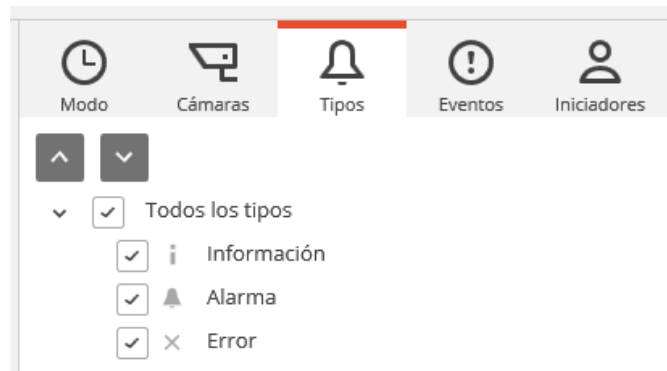 Modo Cámaras Tipos Eventos Iniciadores
Todos los tipos
Información
Alarma
Error